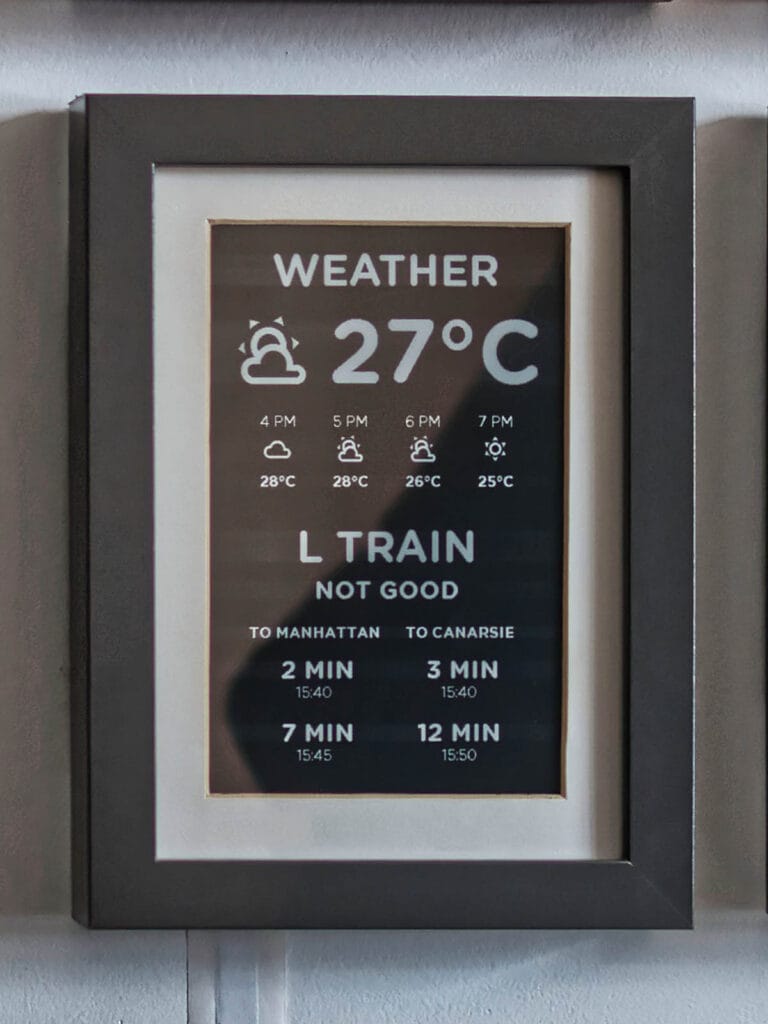 WEATHER
27°C
4 PM 5 PM 6 PM 7 PM
28°C 28°C 26°C 25°C
L TRAIN
NOT GOOD
TO MANHATTAN TO CANARSIE
2 MIN 3 MIN
15:40 15:40
7 MIN 12 MIN
15:45 15:50